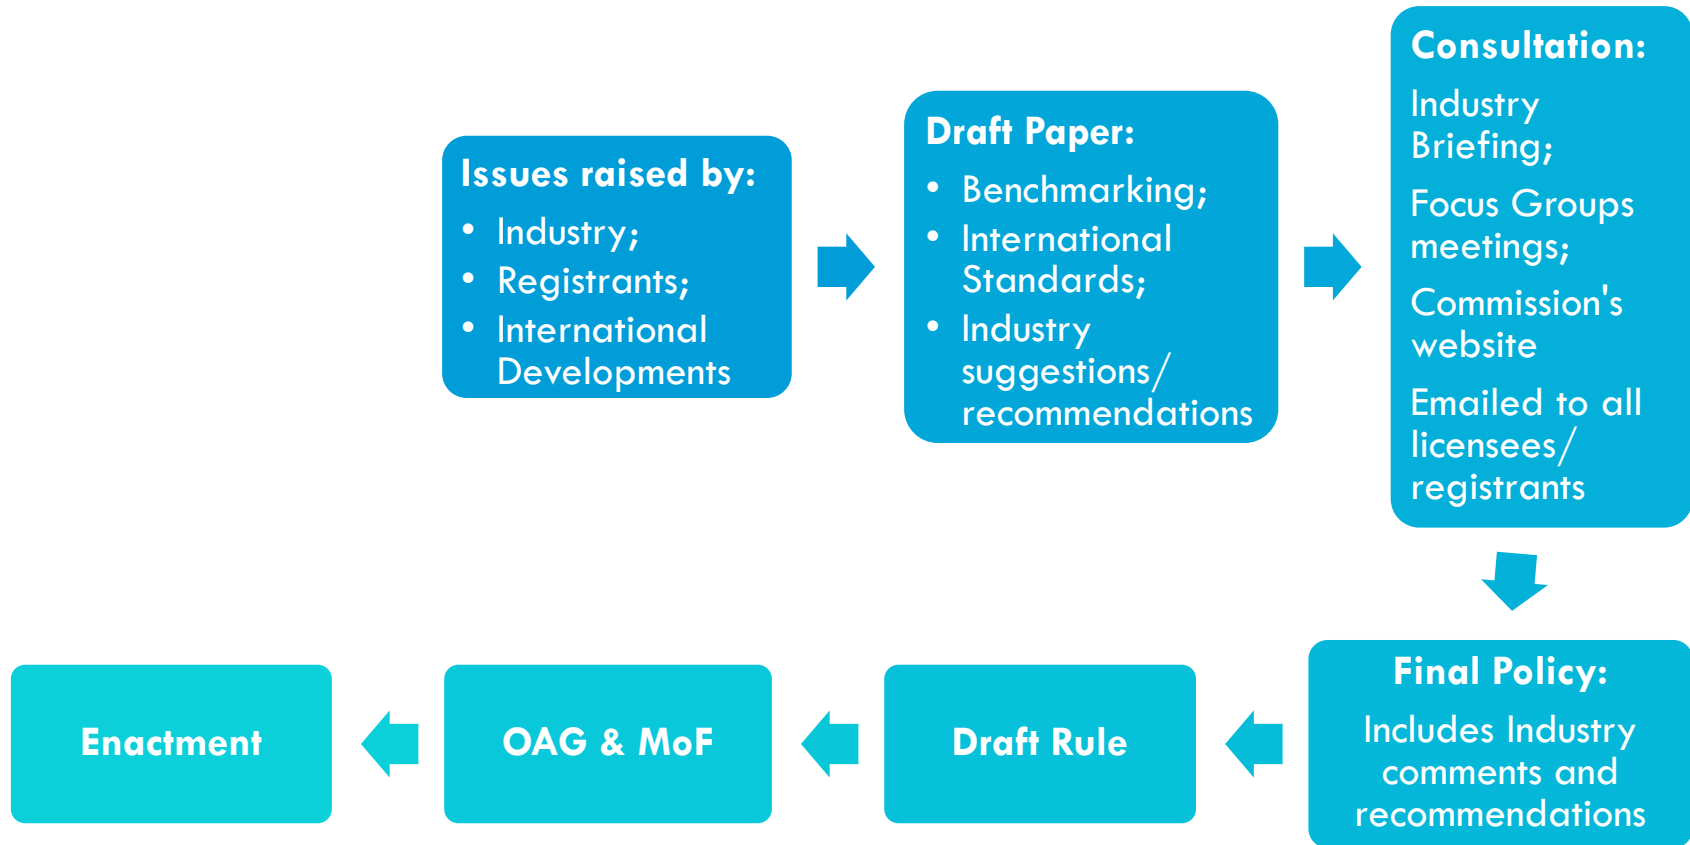 Issues raised by:
• Industry;
• Registrants;
• International
Developments
Draft Paper:
• Benchmarking;
• International
Standards;
• Industry
suggestions/
recommendations
Consultation:
Industry
Briefing;
Focus Groups
meetings;
Commission's
website
Emailed to all
licensees/
registrants
Final Policy:
Includes Industry
comments and
recommendations
Draft Rule
OAG & MoF
Enactment